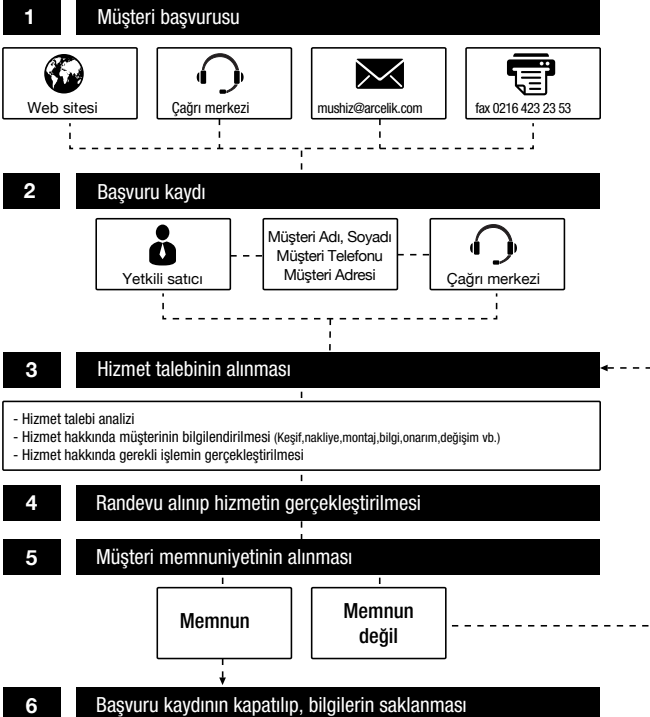 1 Müşteri başvurusu
Web sitesi
Çağrı merkezi
mushiz@arcelik.com
fax 0216 423 23 53
2 Başvuru kaydı
Yetkili satıcı
Müşteri Adı, Soyadı
Müşteri Telefonu
Müşteri Adresi
Çağrı merkezi
3 Hizmet talebinin alınması
- Hizmet talebi analizi
- Hizmet hakkında müşterinin bilgilendirilmesi (Keşif,nakliye,montaj,bilgi,onarım,değişim vb.)
- Hizmet hakkında gerekli işlemin gerçekleştirilmesi
4 Randevu alınıp hizmetin gerçekleştirilmesi
5 Müşteri memnuniyetinin alınması
Memnun
Memnun
değil
6 Başvuru kaydının kapatılıp, bilgilerin saklanması